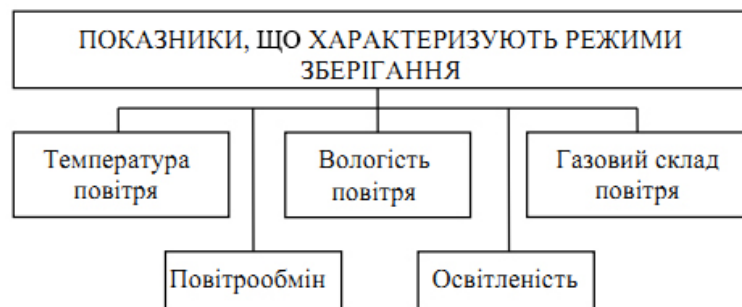 ПОКАЗНИКИ, ЩО ХАРАКТЕРИЗУЮТЬ РЕЖИМИ
ЗБЕРІГАННЯ
Температура
повітря
Вологість
повітря
Газовий склад
повітря
Повітрообмін
Освітленість